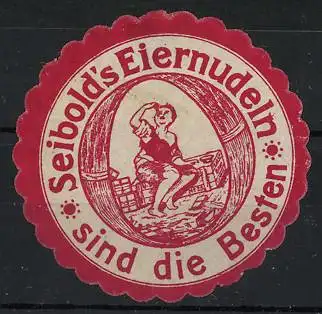 Seibold's Eiernudeln
sind die Besten